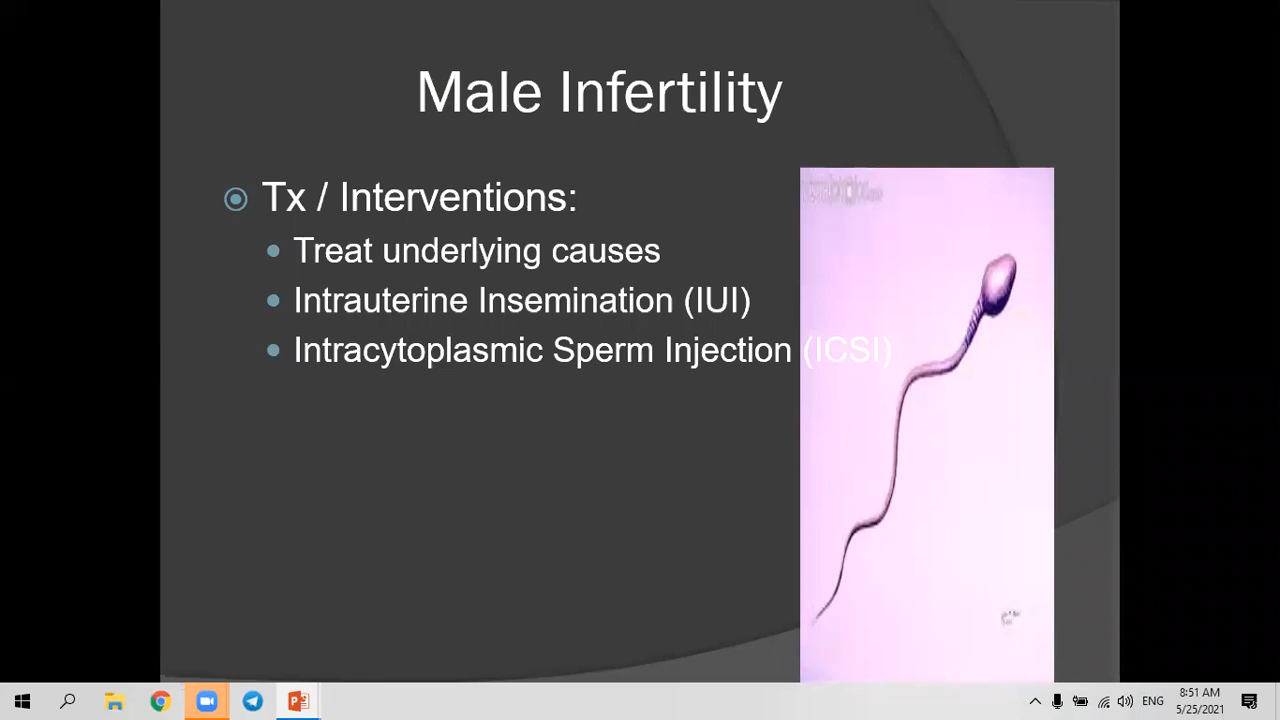 Male Infertility
Tx / Interventions:
Treat underlying causes
Intrauterine Insemination (IUI)
Intracytoplasmic Sperm Injection (ICSI)
ENG
8:51 AM
5/25/2021